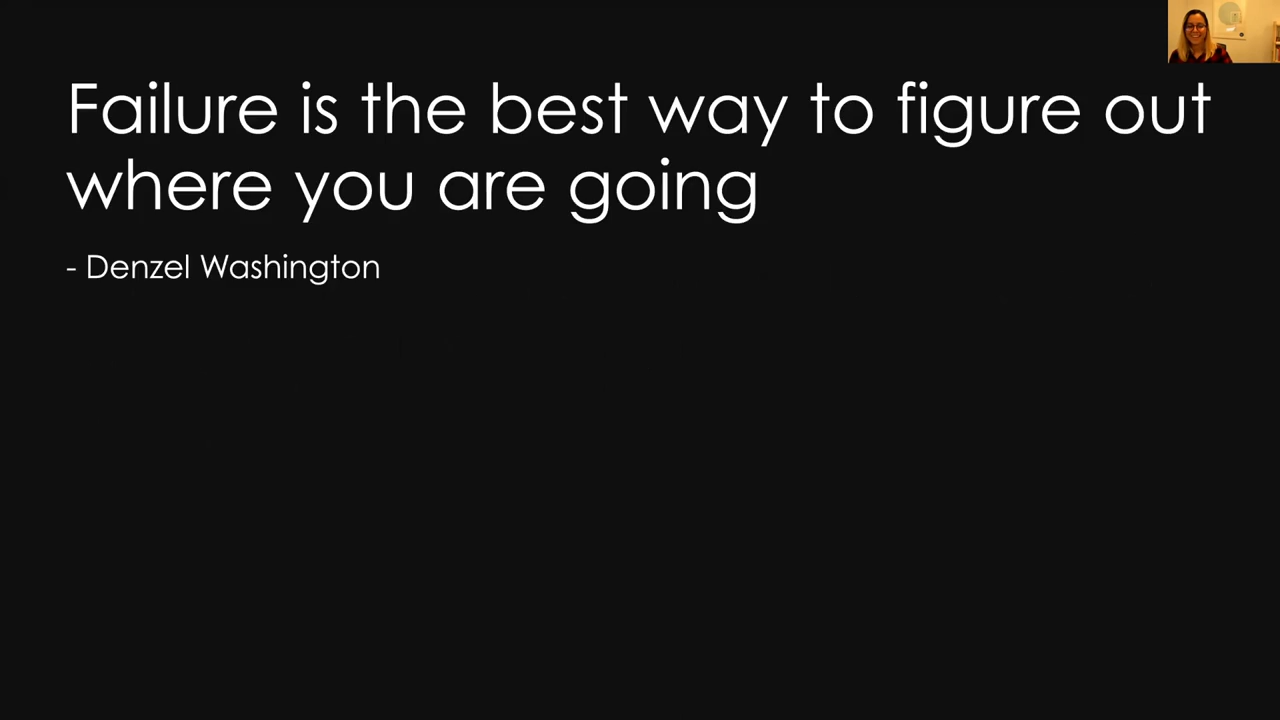 Failure is the best way to figure out
where you are going
- Denzel Washington